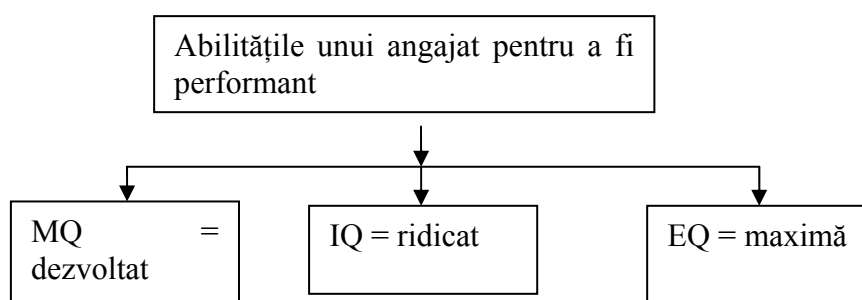 Abilitățile unui angajat pentru a fi
performant
MQ =
dezvoltat
IQ = ridicat
EQ = maximă